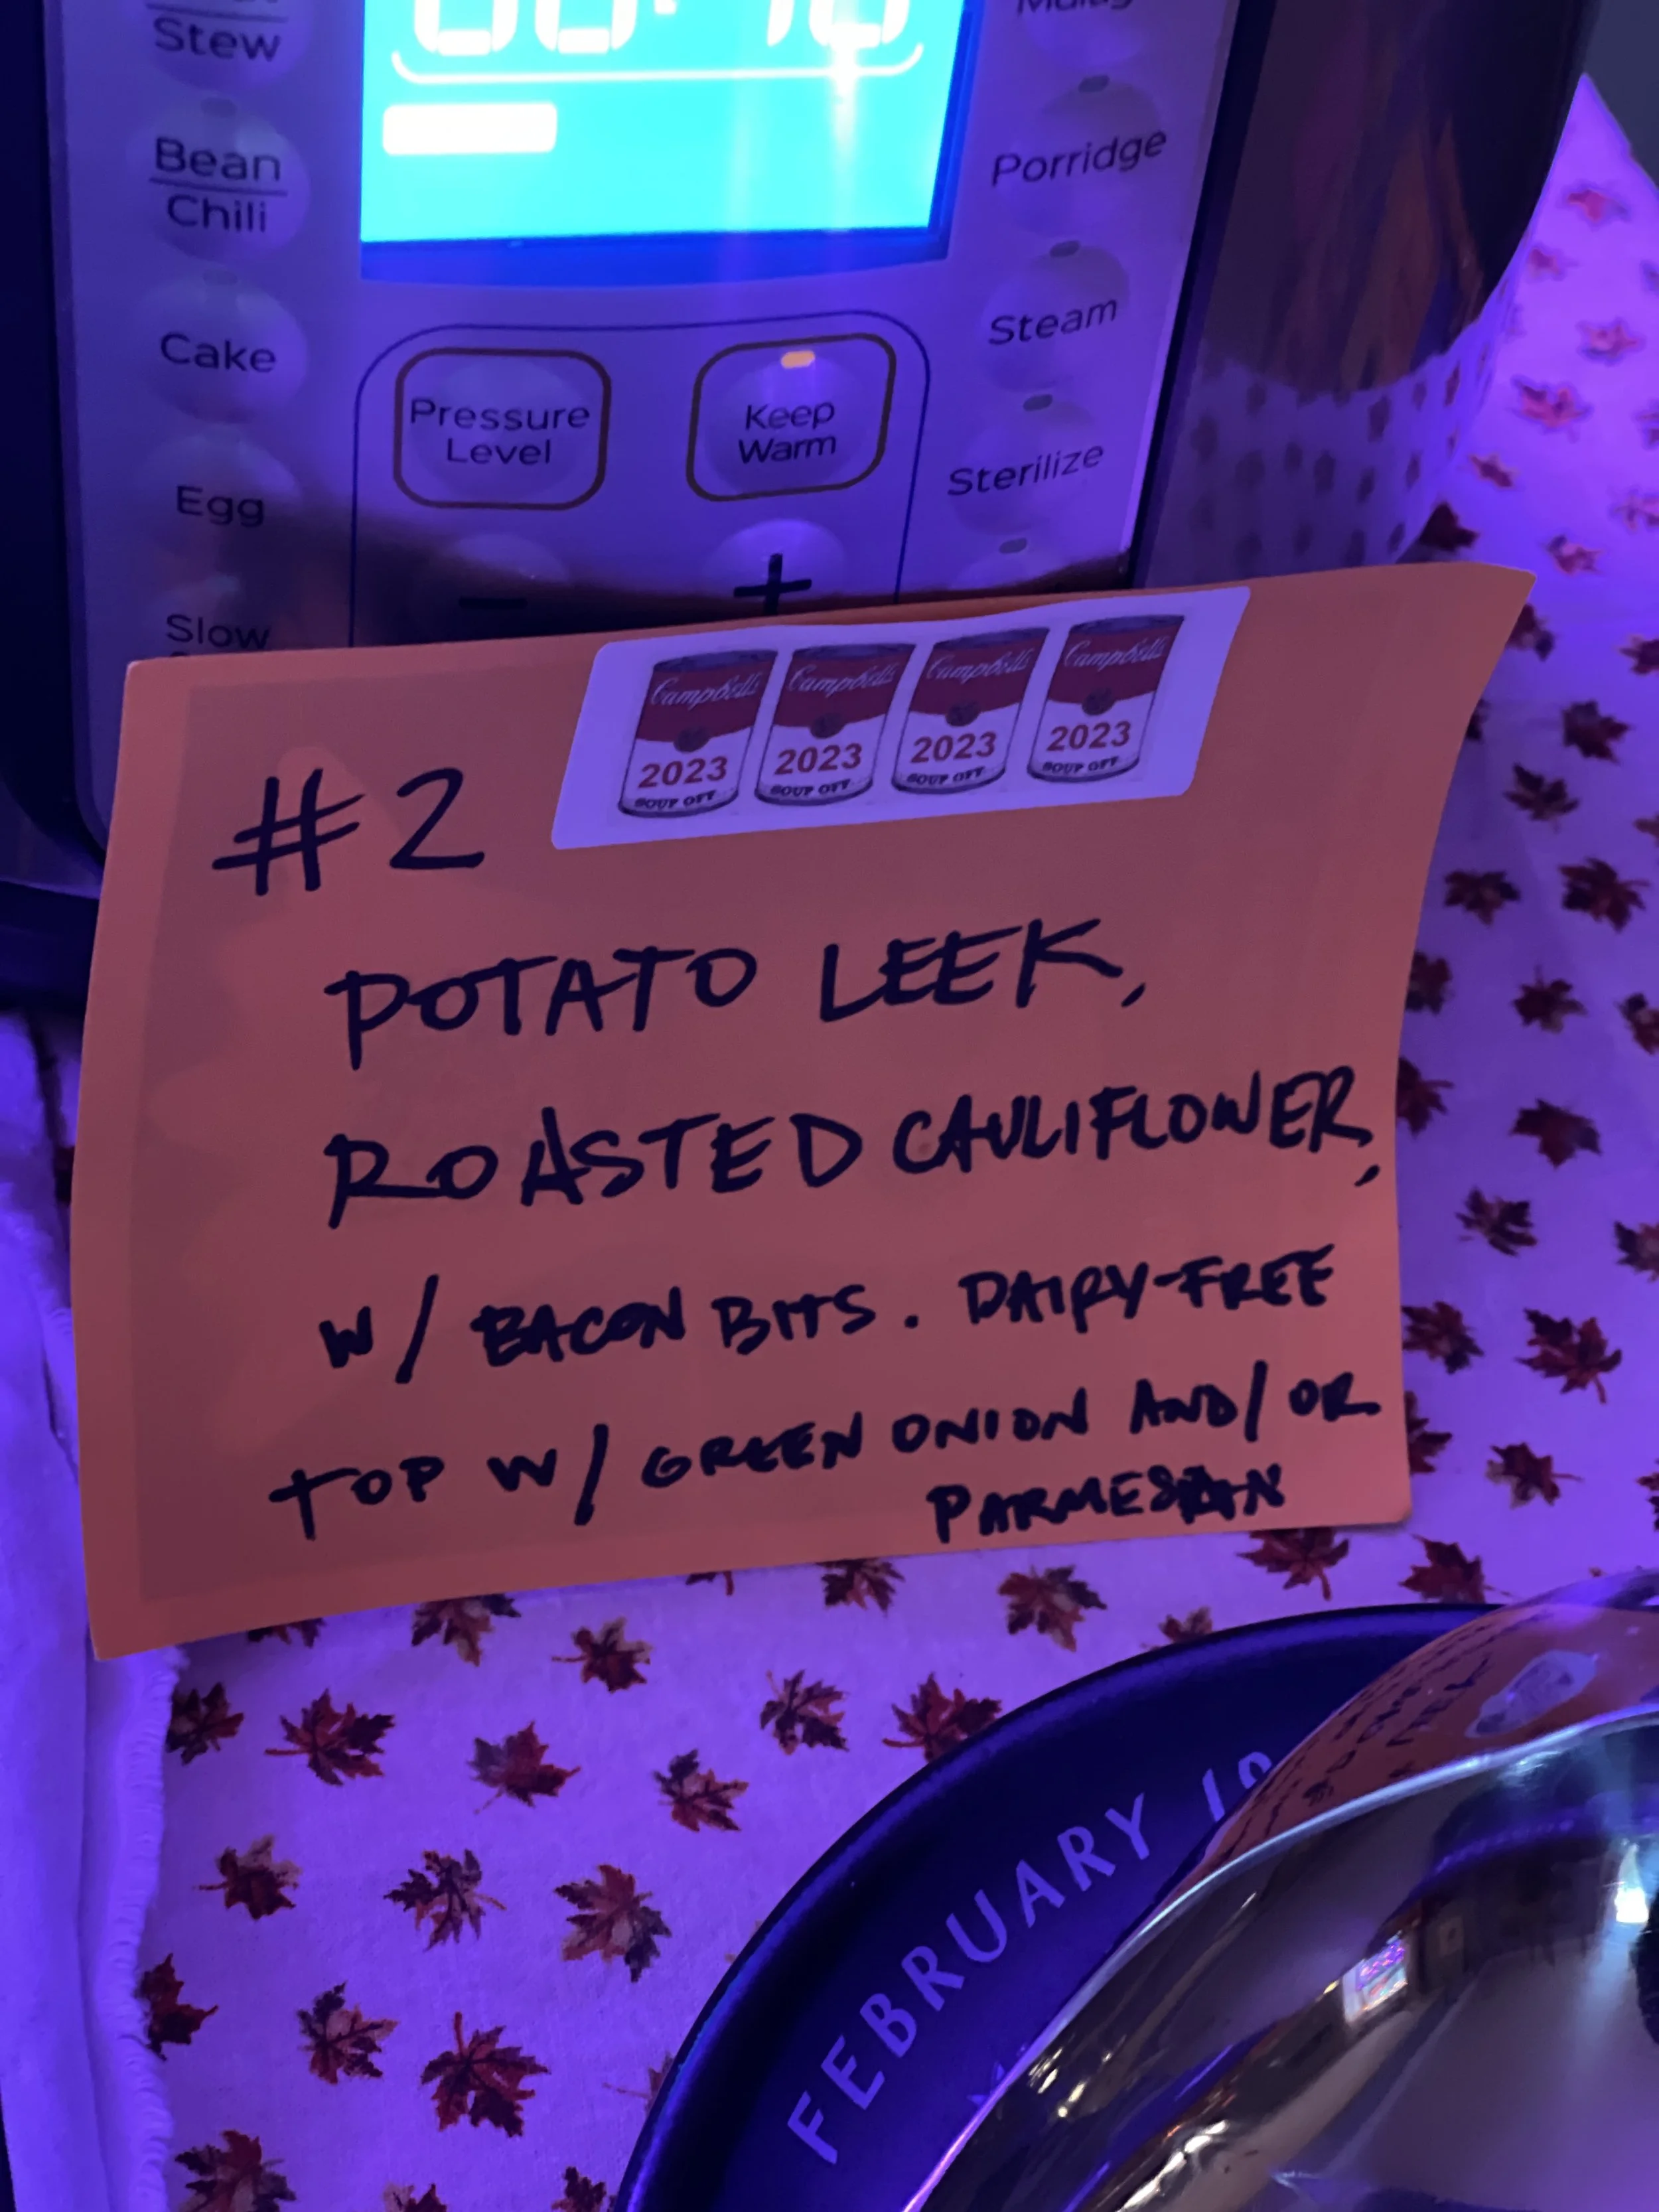 Stew
Bean
Chili
Cake
Egg
Slow
Pressure
Level
Keep
Warm
-
+
Porridge
Steam
Sterilize
Campbell's Campbell's Campbell's Campbell's
2023 2023 2023 2023
SOUP OFF SOUP OFF SOUP OFF SOUP OFF
#2
POTATO LEEK,
ROASTED CAULIFLOWER,
W/ BACON BITS. DAIRY-FREE
TOP W/ GREEN ONION AND/OR
PARMESAN
FEBRUARY